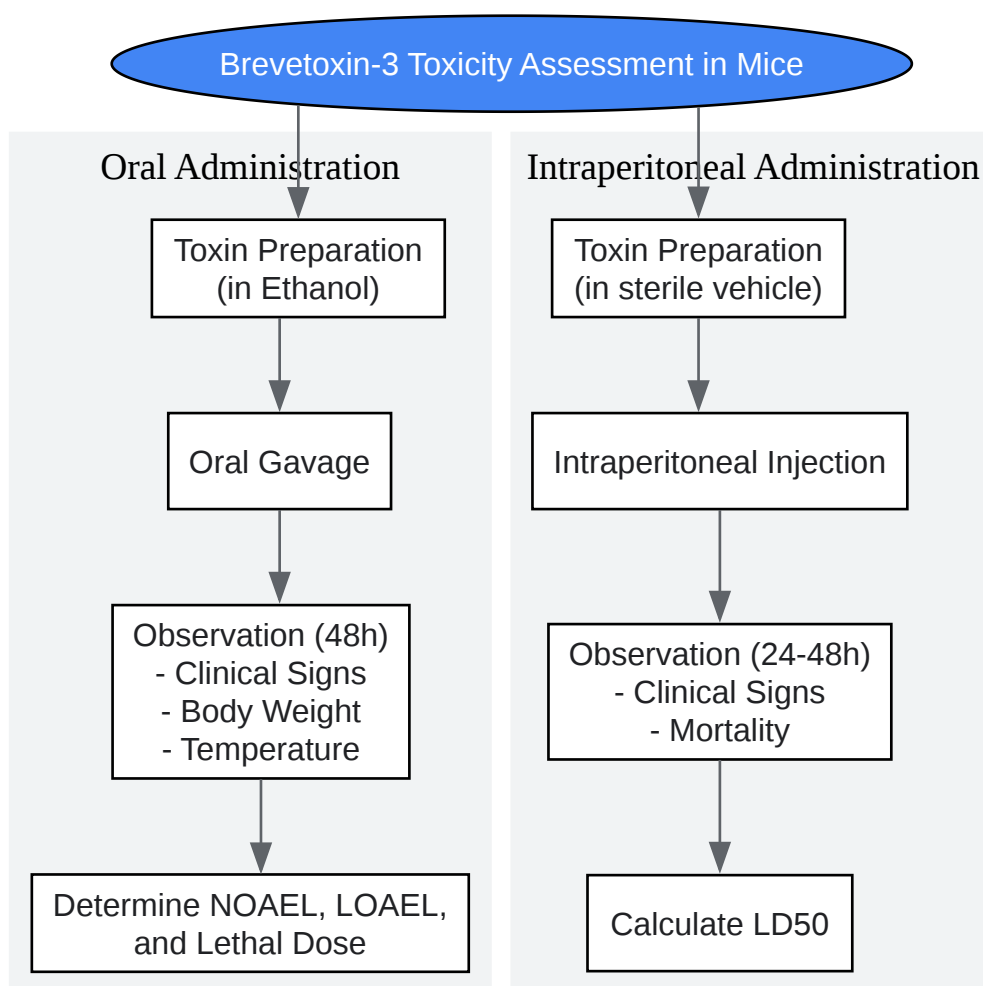 Brevetoxin-3 Toxicity Assessment in Mice
Oral Administration
Toxin Preparation
(in Ethanol)
Oral Gavage
Observation (48h)
- Clinical Signs
- Body Weight
- Temperature
Determine NOAEL, LOAEL,
and Lethal Dose
Intraperitoneal Administration
Toxin Preparation
(in sterile vehicle)
Intraperitoneal Injection
Observation (24-48h)
- Clinical Signs
- Mortality
Calculate LD50